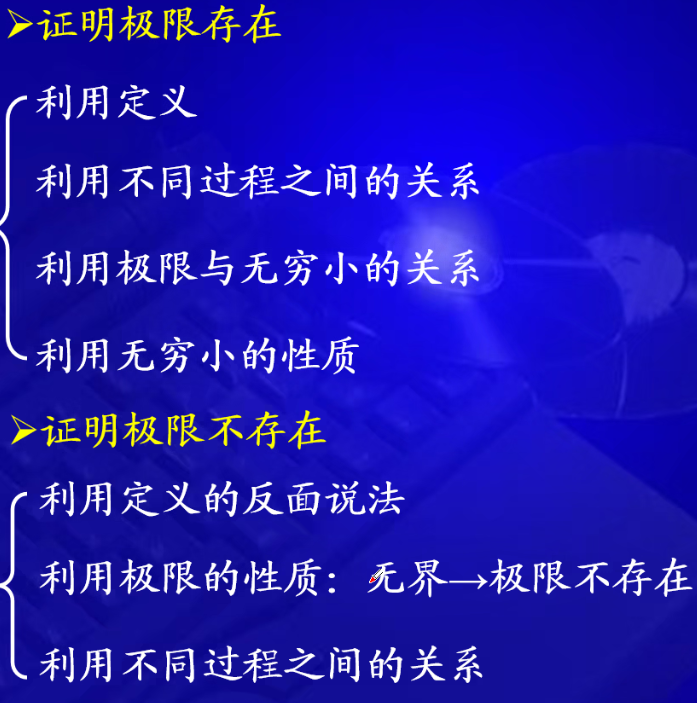 ➢证明极限存在
利用定义
利用不同过程之间的关系
利用极限与无穷小的关系
利用无穷小的性质
➢证明极限不存在
利用定义的反面说法
利用极限的性质：无界→极限不存在
利用不同过程之间的关系